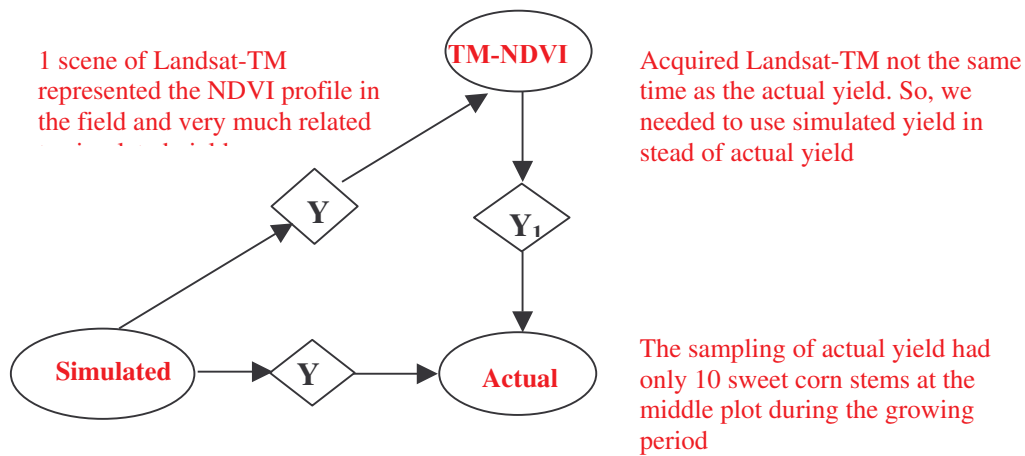 1 scene of Landsat-TM
represented the NDVI profile in
the field and very much related
TM-NDVI
Acquired Landsat-TM not the same
time as the actual yield. So, we
needed to use simulated yield in
stead of actual yield
Y
Y1
Simulated
Y
Actual
The sampling of actual yield had
only 10 sweet corn stems at the
middle plot during the growing
period